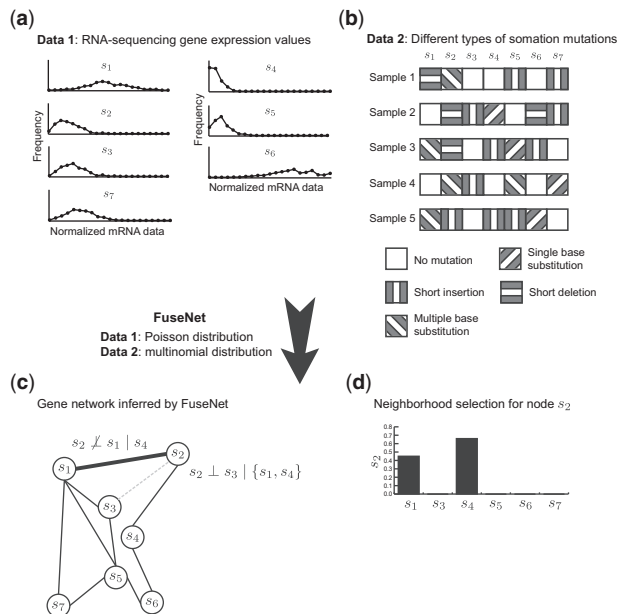 (a)
Data 1: RNA-sequencing gene expression values
s1
s2
s3
s7
Frequency
Normalized mRNA data
s4
s5
s6
Frequency
Normalized mRNA data
(b)
Data 2: Different types of somation mutations
s1 s2 s3 s4 s5 s6 s7
Sample 1
Sample 2
Sample 3
Sample 4
Sample 5
No mutation
Single base substitution
Short insertion
Short deletion
Multiple base substitution
FuseNet
Data 1: Poisson distribution
Data 2: multinomial distribution
(c)
Gene network inferred by FuseNet
s2 ⊥̸ s1 | s4
s2 ⊥ s3 | {s1, s4}
s1
s2
s3
s4
s5
s6
s7
(d)
Neighborhood selection for node s2
s2
0.8
0.7
0.6
0.5
0.4
0.3
0.2
0.1
0.0
s1 s3 s4 s5 s6 s7